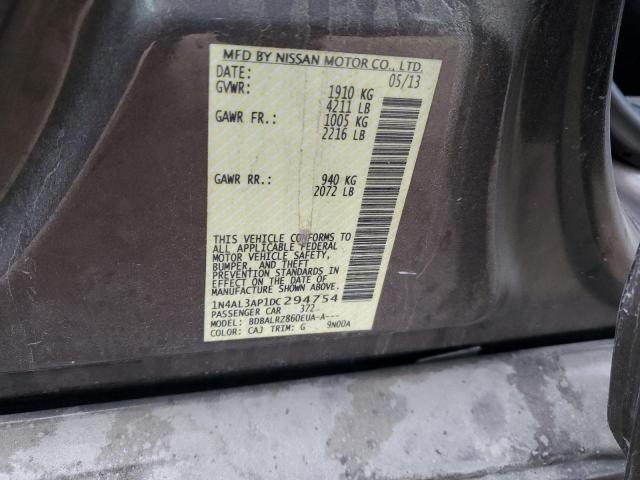 MFD BY NISSAN MOTOR CO., LTD.
DATE: 05/13
GVWR: 1910 KG
4211 LB
GAWR FR.: 1005 KG
2216 LB
GAWR RR.: 940 KG
2072 LB
THIS VEHICLE CONFORMS TO
ALL APPLICABLE FEDERAL
MOTOR VEHICLE SAFETY,
BUMPER, AND THEFT
PREVENTION STANDARDS
IN EFFECT ON THE DATE OF
MANUFACTURE SHOWN ABOVE.
1N4AL3AP1DC294754
PASSENGER CAR 372
MODEL: BDBALRZ860EUA-A---
COLOR: CAJ TRIM: G 9N00A